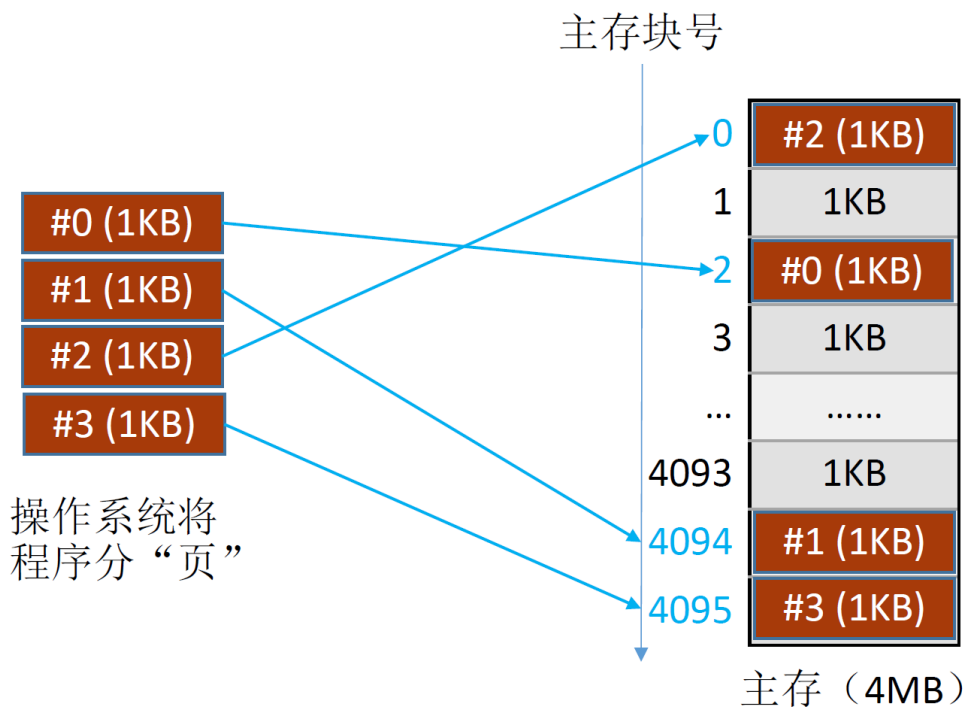 主存块号
#0 (1KB)
#1 (1KB)
#2 (1KB)
#3 (1KB)
操作系统将
程序分“页”
0 #2 (1KB)
1 1KB
2 #0 (1KB)
3 1KB
... ......
4093 1KB
4094 #1 (1KB)
4095 #3 (1KB)
主存（4MB）